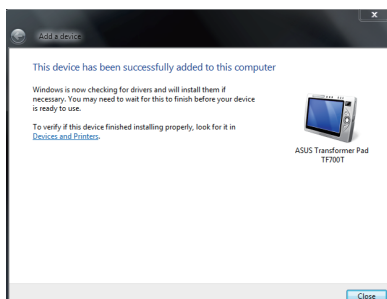 Add a device
This device has been successfully added to this computer
Windows is now checking for drivers and will install them if
necessary. You may need to wait for this to finish before your device
is ready to use.
To verify if this device finished installing properly, look for it in
Devices and Printers.
ASUS Transformer Pad
TF700T
Close